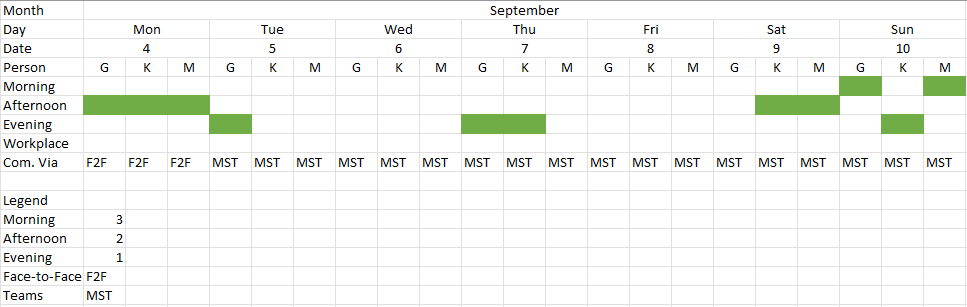 Month September
Day Mon Tue Wed Thu Fri Sat Sun
Date 4 5 6 7 8 9 10
Person G K M G K M G K M G K M G K M G K M G K M
Morning
Afternoon
Evening
Workplace
Com. Via F2F F2F F2F MST MST MST MST MST MST MST MST MST MST MST MST MST MST MST MST MST MST
Legend
Morning 3
Afternoon 2
Evening 1
Face-to-Face F2F
Teams MST